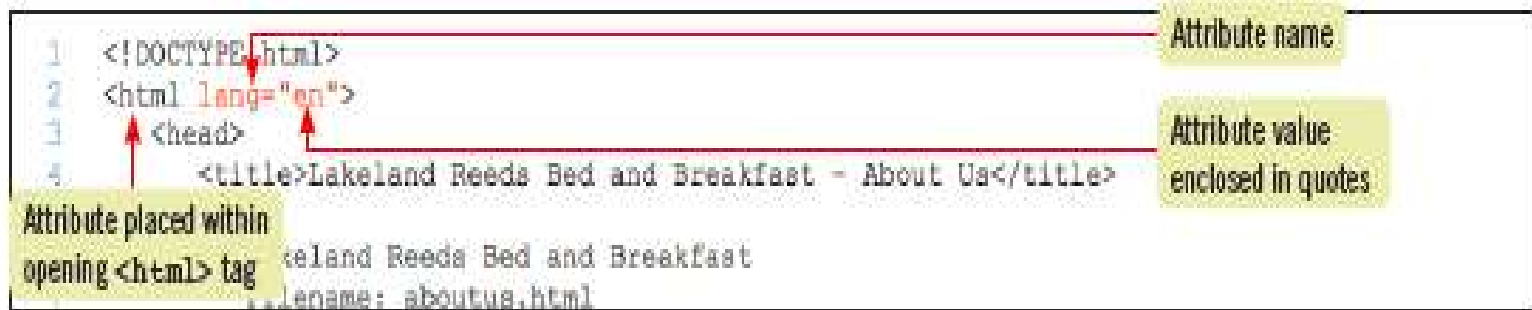 1 <!DOCTYPE html>
Attribute name
2 <html lang="en">
3 <head>
Attribute value
enclosed in quotes
4 <title>Lakeland Reeds Bed and Breakfast - About Us</title>
Attribute placed within
opening <html> tag
keland Reeds Bed and Breakfast
filename: aboutus.html